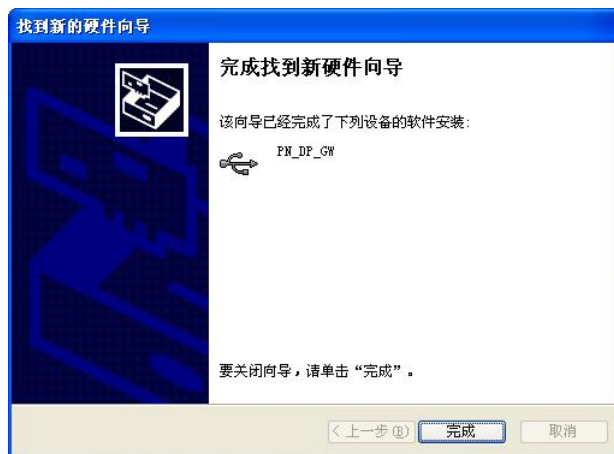 找到新的硬件向导
完成找到新硬件向导
该向导已经完成了下列设备的软件安装:
PN_DP_GW
要关闭向导，请单击“完成”。
< 上一步(B)
完成
取消